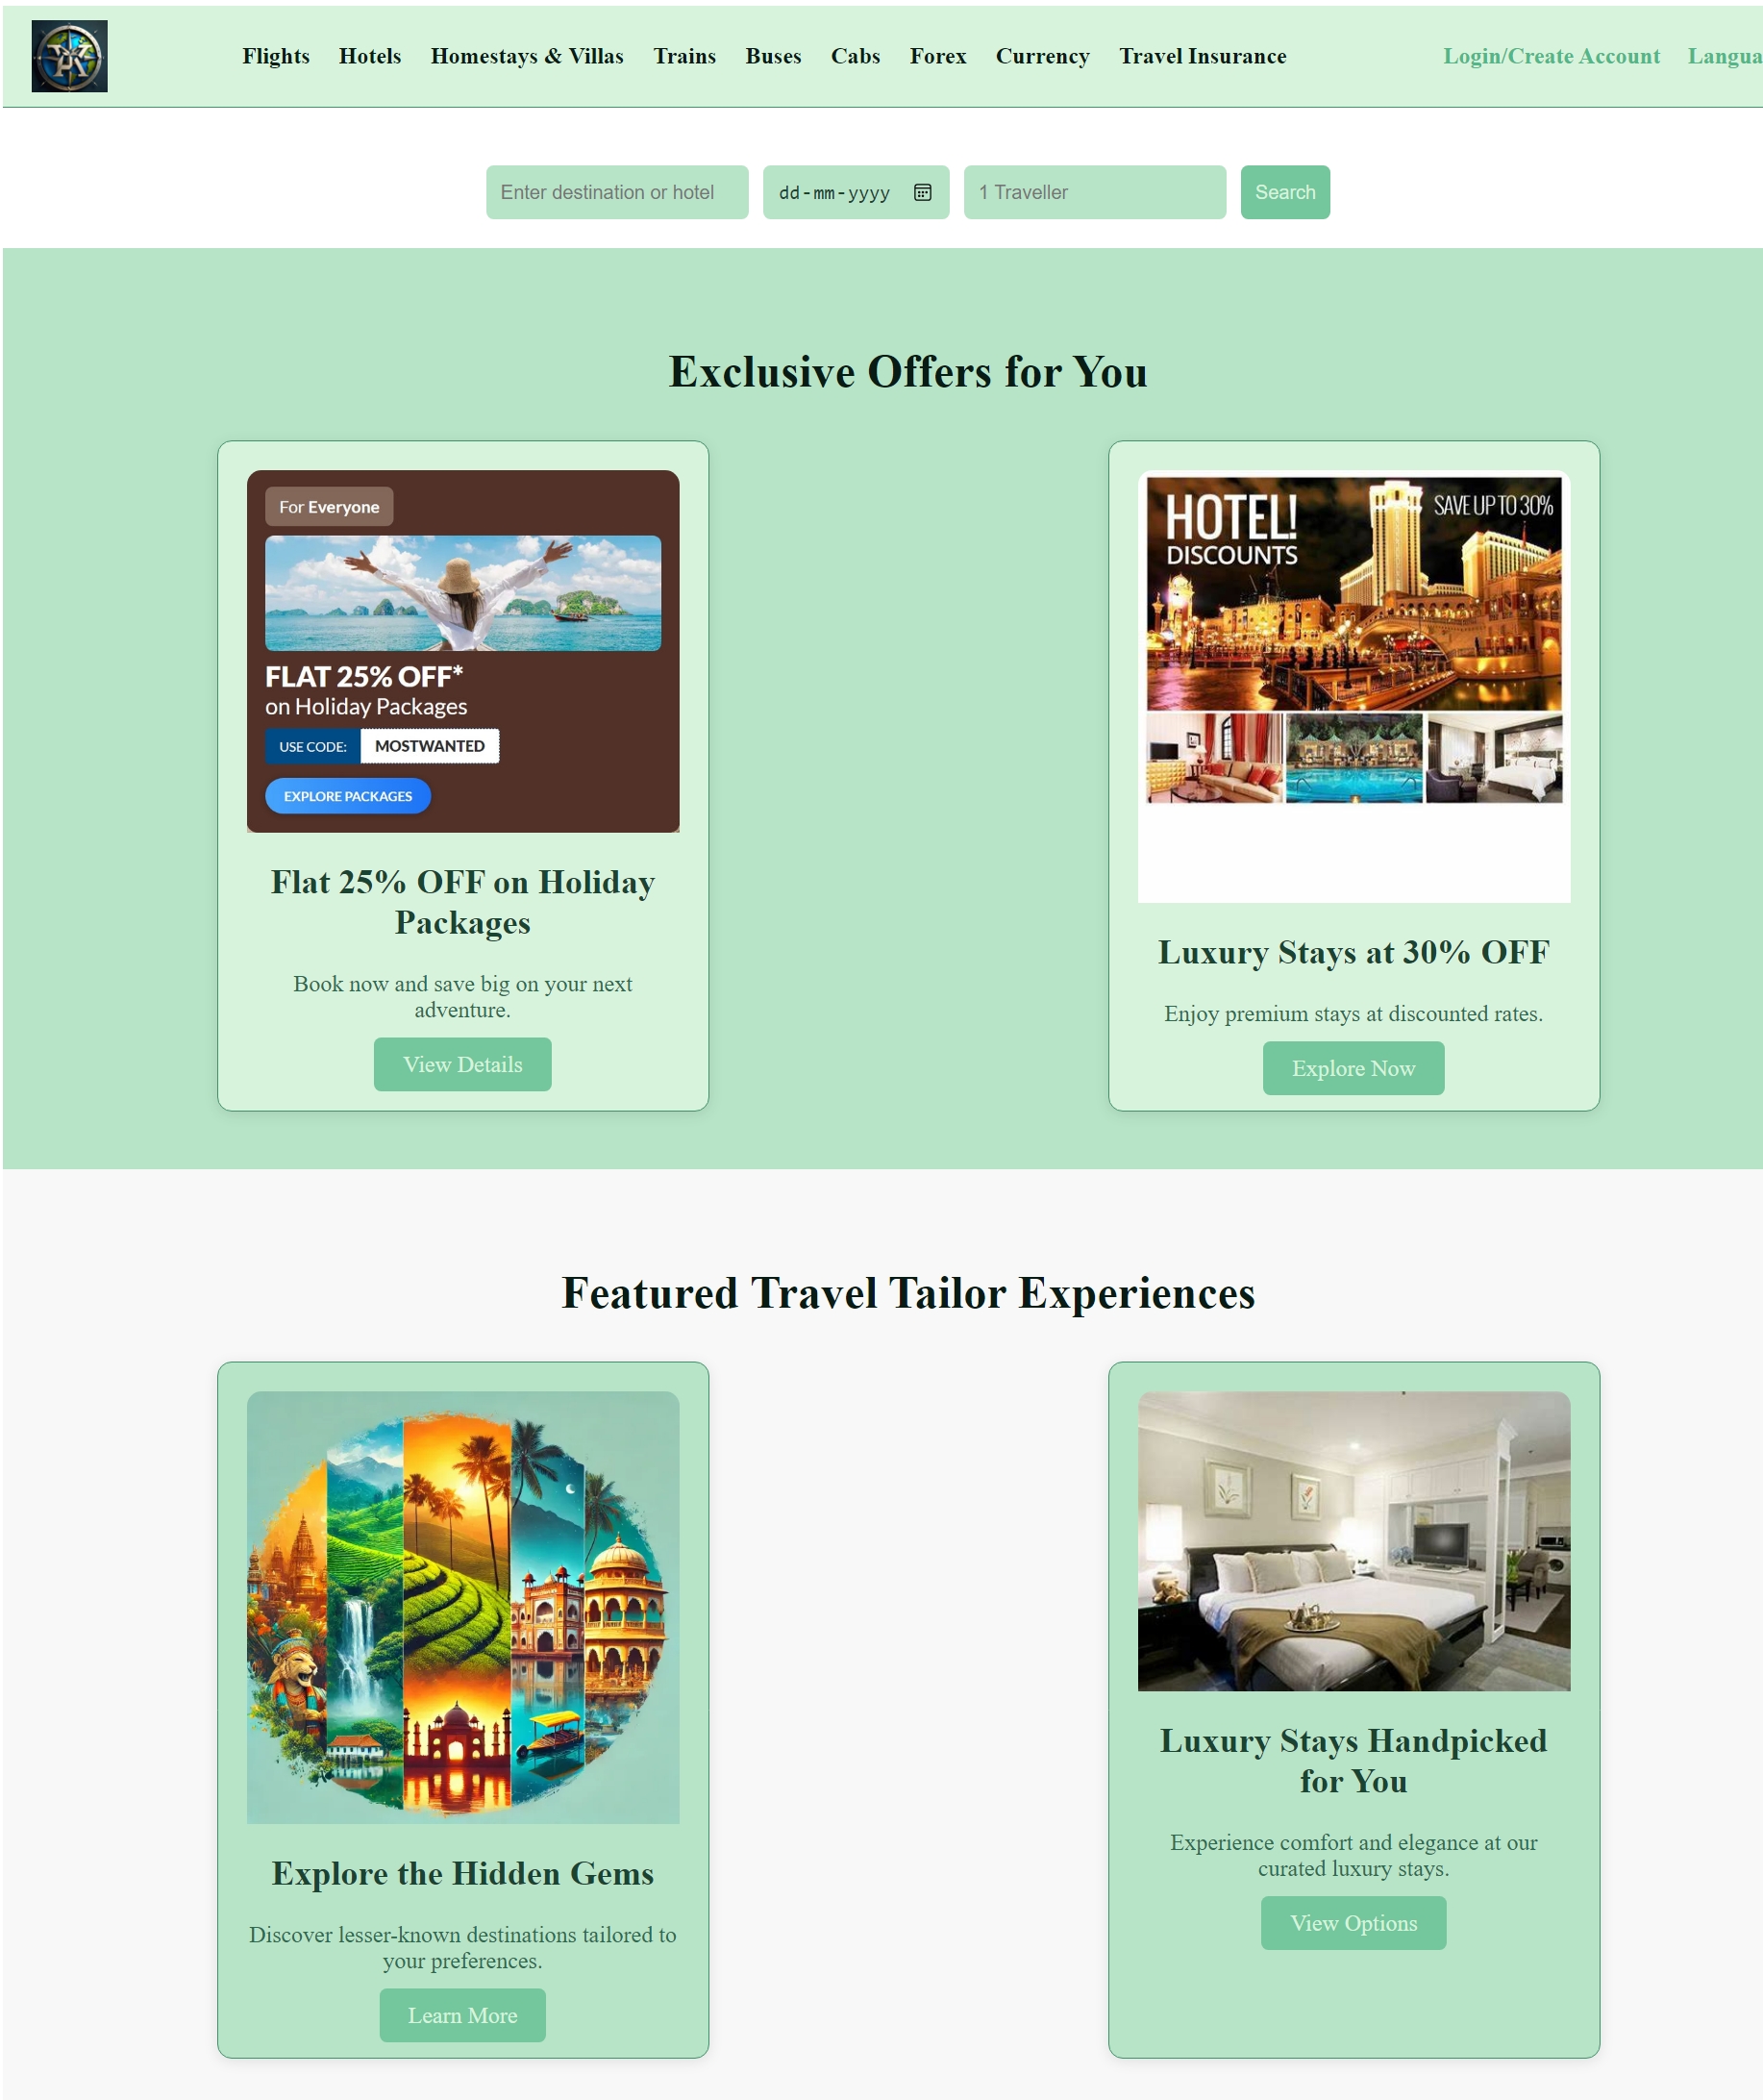 Flights Hotels Homestays & Villas Trains Buses Cabs Forex Currency Travel Insurance Login/Create Account Langua
Enter destination or hotel dd-mm-yyyy 1 Traveller Search
Exclusive Offers for You
For Everyone
FLAT 25% OFF*
on Holiday Packages
USE CODE: MOSTWANTED
EXPLORE PACKAGES
Flat 25% OFF on Holiday
Packages
Book now and save big on your next
adventure.
View Details
HOTEL! SAVE UP TO 30%
DISCOUNTS
Luxury Stays at 30% OFF
Enjoy premium stays at discounted rates.
Explore Now
Featured Travel Tailor Experiences
Explore the Hidden Gems
Discover lesser-known destinations tailored to
your preferences.
Learn More
Luxury Stays Handpicked
for You
Experience comfort and elegance at our
curated luxury stays.
View Options